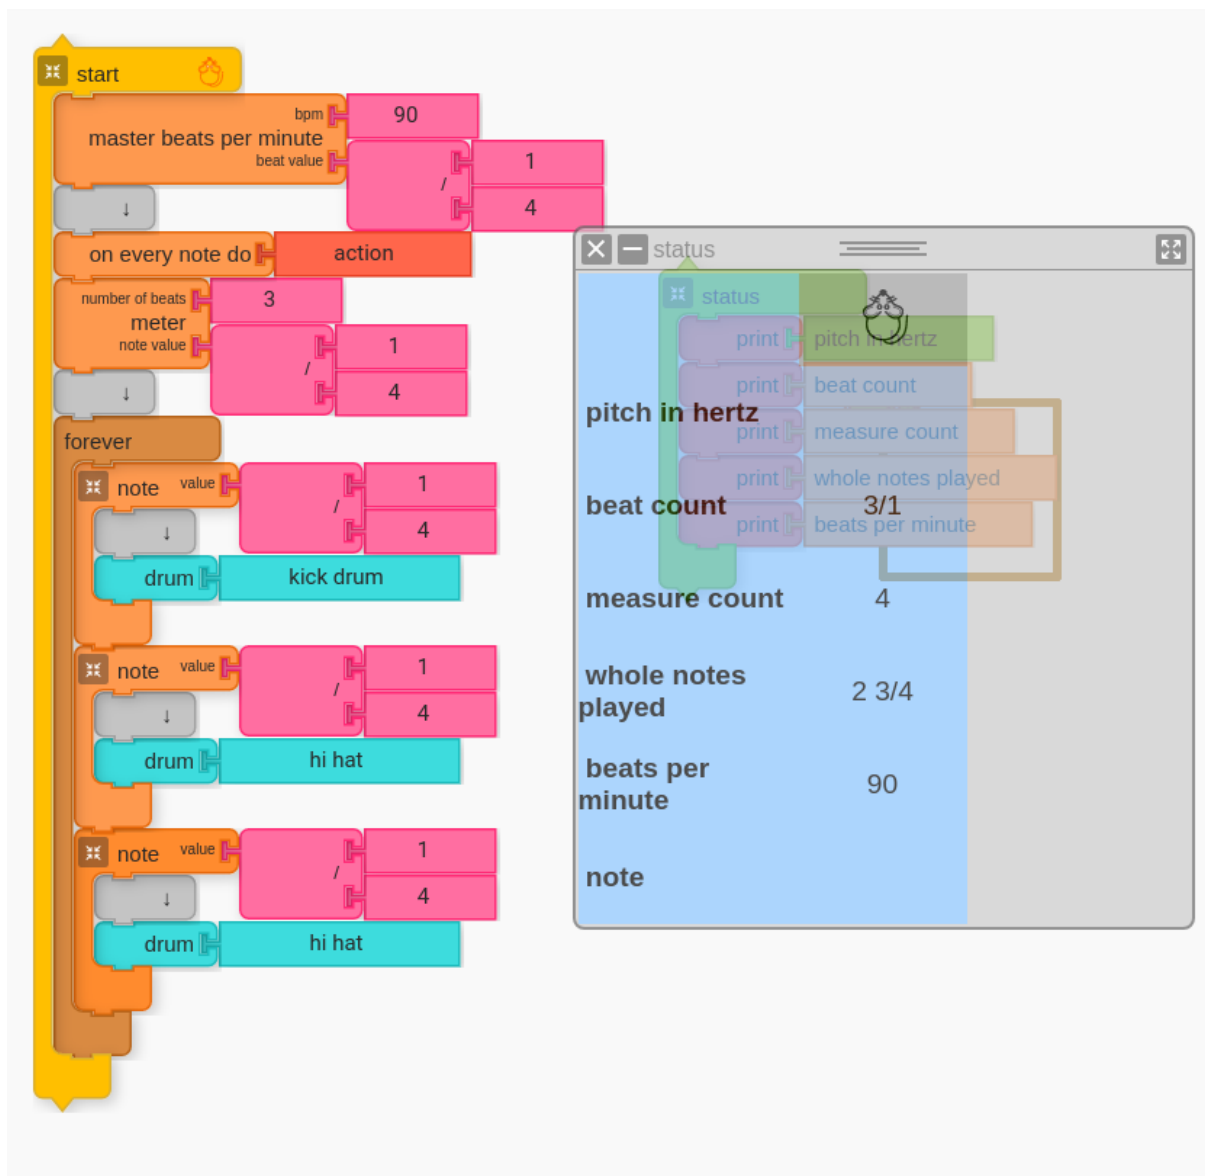 start
bpm 90
master beats per minute
beat value / 1
4
↓
on every note do action
number of beats 3
meter
note value / 1
4
↓
forever
note value / 1
4
↓
drum kick drum
note value / 1
4
↓
drum hi hat
note value / 1
4
↓
drum hi hat
status
status
print pitch in hertz
print beat count
print measure count
print whole notes played
print beats per minute
pitch in hertz
beat count 3/1
measure count 4
whole notes
played 2 3/4
beats per
minute 90
note